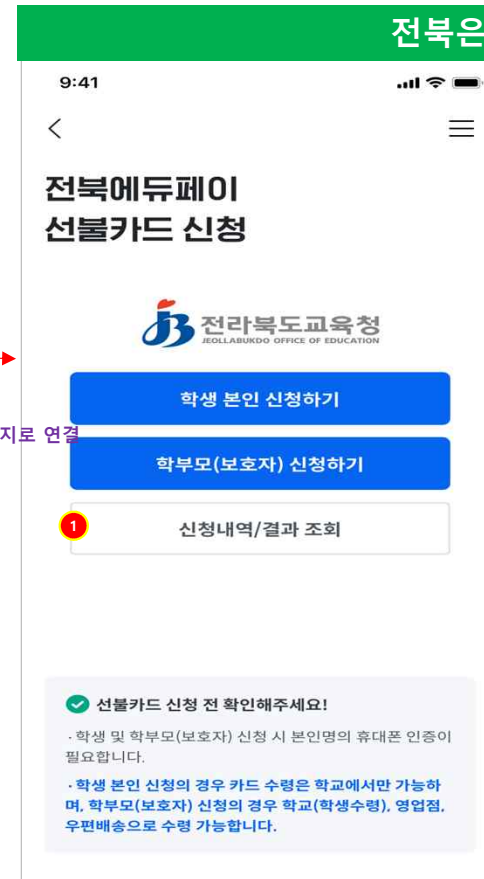 전북은
9:41
전북에듀페이
선불카드 신청
전라북도교육청
JEOLLABUKDO OFFICE OF EDUCATION
학생 본인 신청하기
지로 연결
학부모(보호자) 신청하기
1
신청내역/결과 조회
선불카드 신청 전 확인해주세요!
· 학생 및 학부모(보호자) 신청 시 본인명의 휴대폰 인증이
필요합니다.
· 학생 본인 신청의 경우 카드 수령은 학교에서만 가능하
며, 학부모(보호자) 신청의 경우 학교(학생수령), 영업점,
우편배송으로 수령 가능합니다.